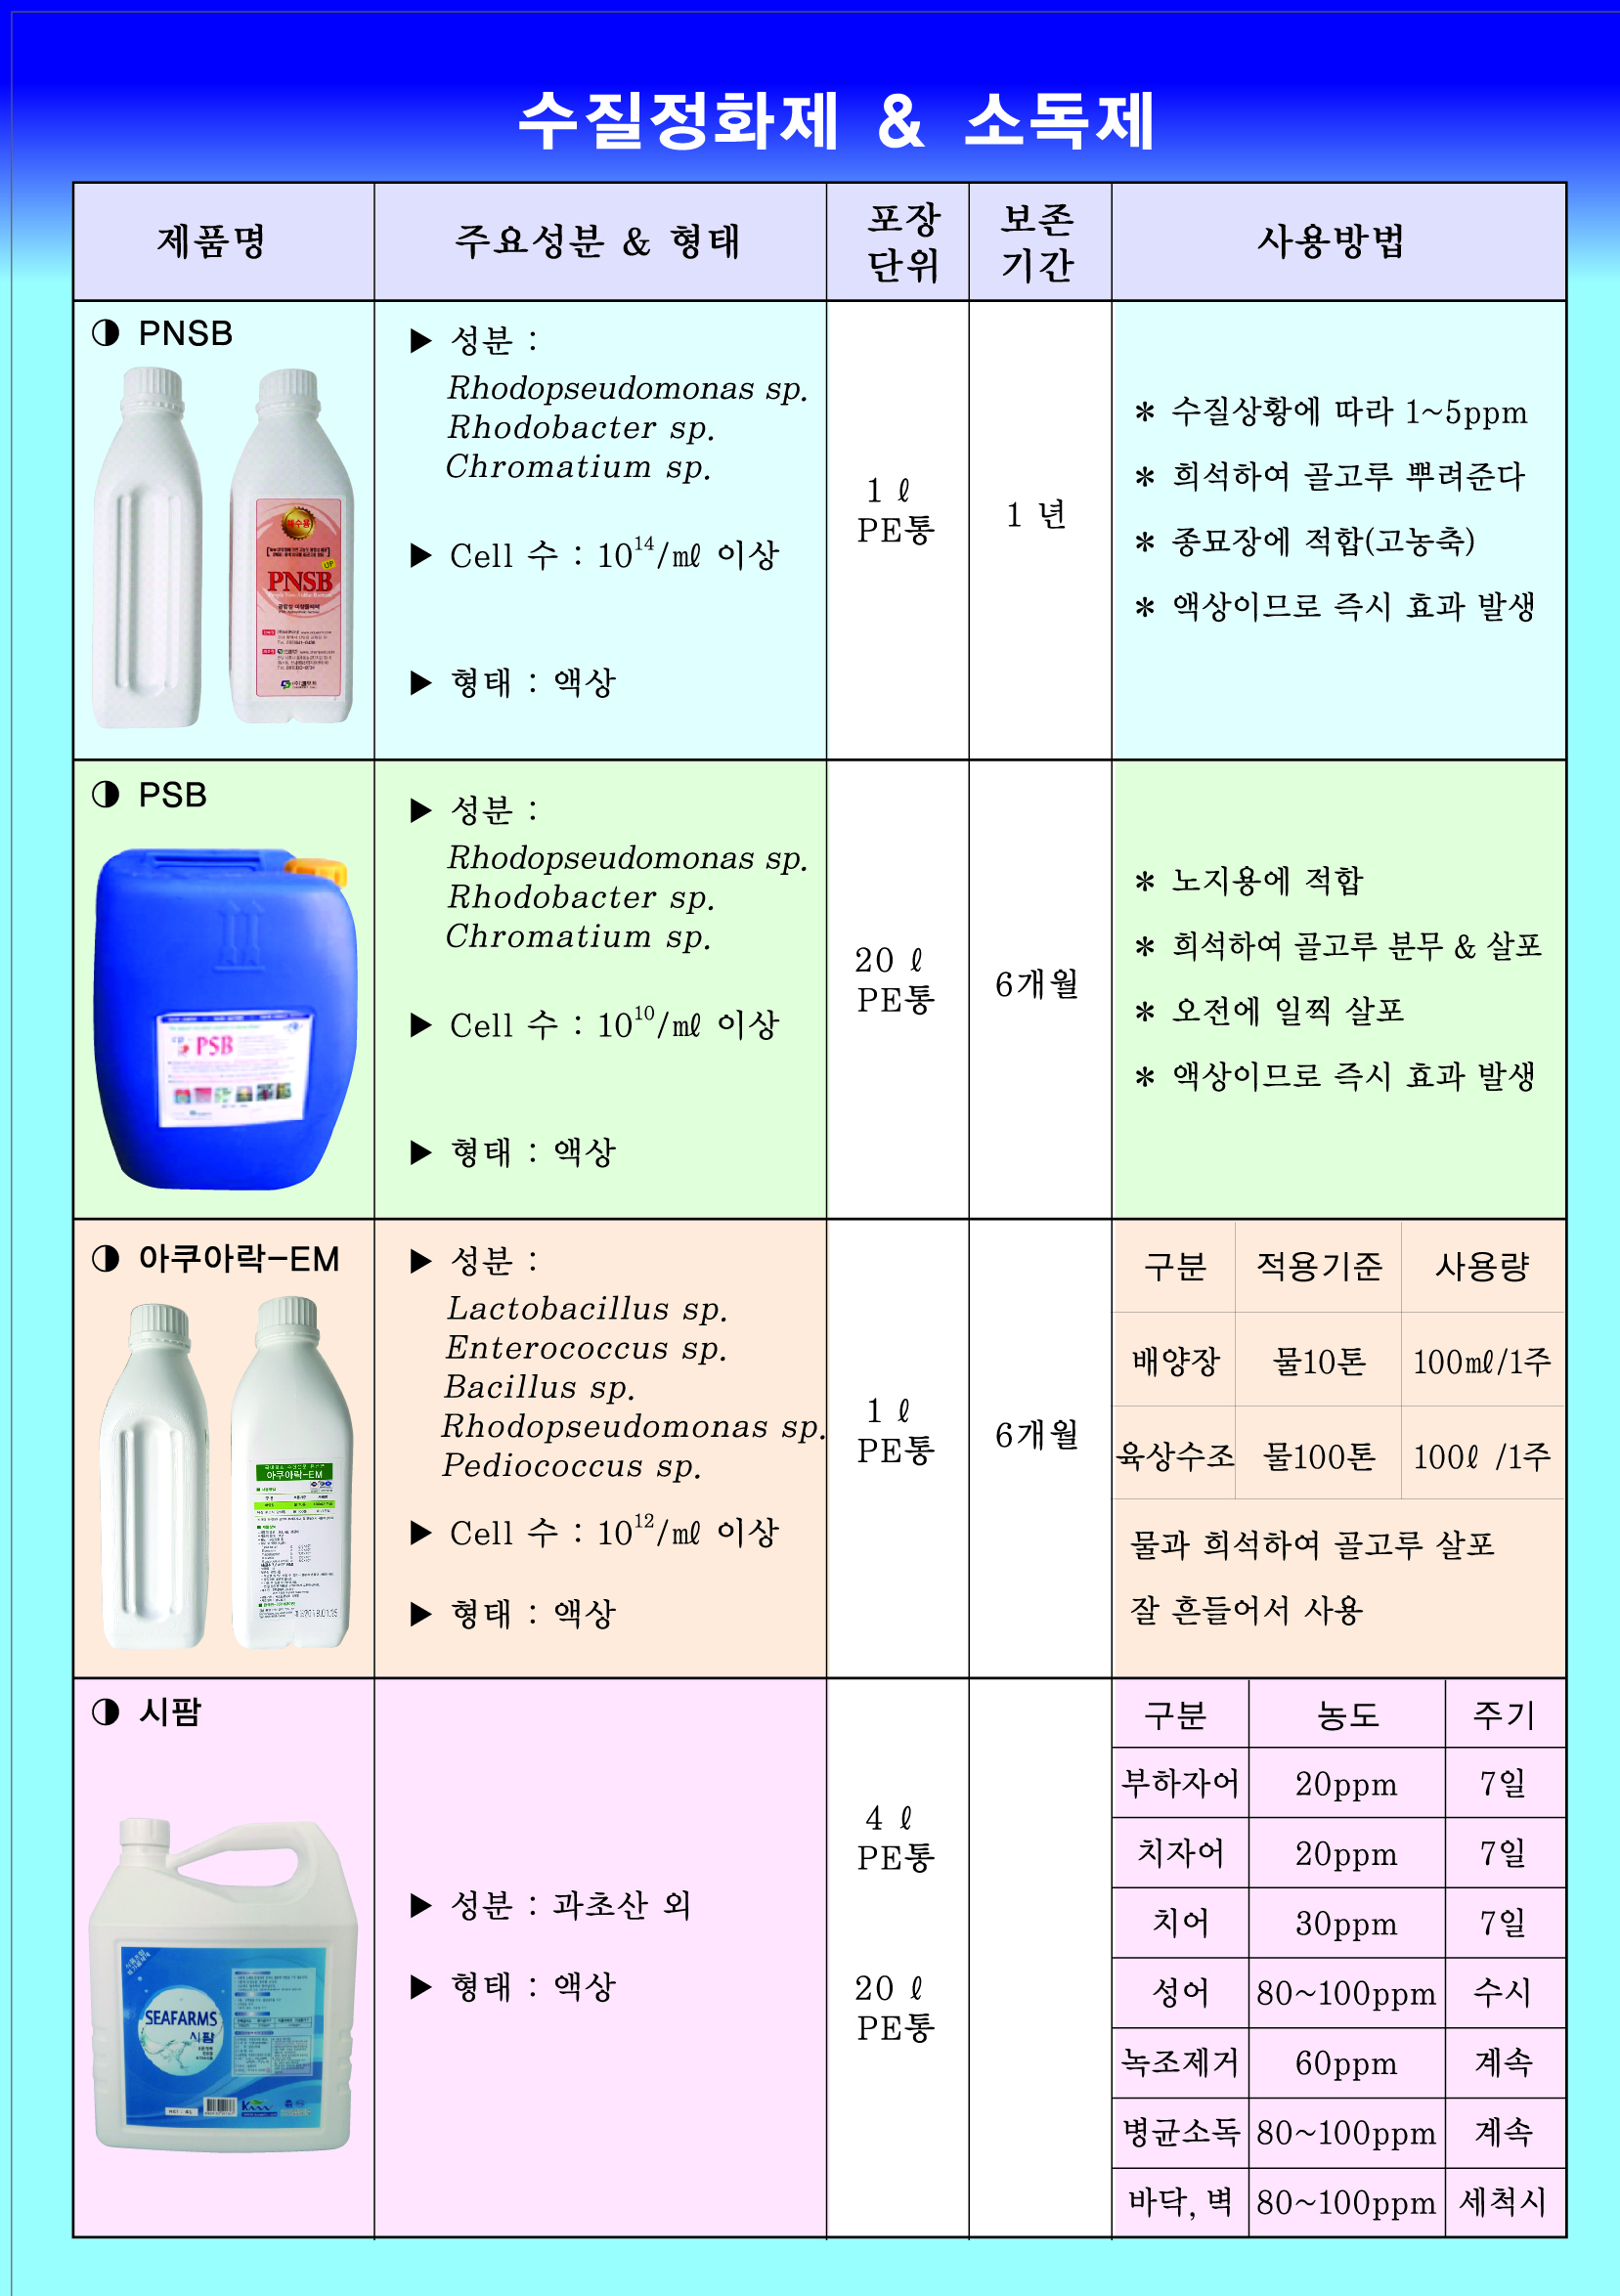 수질정화제 & 소독제
제품명
주요성분 & 형태
포장
단위
보존
기간
사용방법
◑ PNSB
해수용
PNSB
UP
▶ 성분 :
Rhodopseudomonas sp.
Rhodobacter sp.
Chromatium sp.
▶ Cell 수 : 10¹⁴/㎖ 이상
▶ 형태 : 액상
1 ℓ
PE통
1 년
* 수질상황에 따라 1~5ppm
* 희석하여 골고루 뿌려준다
* 종묘장에 적합(고농축)
* 액상이므로 즉시 효과 발생
◑ PSB
PSB
▶ 성분 :
Rhodopseudomonas sp.
Rhodobacter sp.
Chromatium sp.
▶ Cell 수 : 10¹⁰/㎖ 이상
▶ 형태 : 액상
20 ℓ
PE통
6개월
* 노지용에 적합
* 희석하여 골고루 분무 & 살포
* 오전에 일찍 살포
* 액상이므로 즉시 효과 발생
◑ 아쿠아락-EM
아쿠아락-EM
▶ 성분 :
Lactobacillus sp.
Enterococcus sp.
Bacillus sp.
Rhodopseudomonas sp.
Pediococcus sp.
▶ Cell 수 : 10¹²/㎖ 이상
▶ 형태 : 액상
1 ℓ
PE통
6개월
구분 적용기준 사용량
배양장 물10톤 100㎖/1주
육상수조 물100톤 100ℓ /1주
물과 희석하여 골고루 살포
잘 흔들어서 사용
◑ 시팜
SEAFARMS
시팜
▶ 성분 : 과초산 외
▶ 형태 : 액상
4 ℓ
PE통
20 ℓ
PE통
구분 농도 주기
부하자어 20ppm 7일
치자어 20ppm 7일
치어 30ppm 7일
성어 80~100ppm 수시
녹조제거 60ppm 계속
병균소독 80~100ppm 계속
바닥, 벽 80~100ppm 세척시